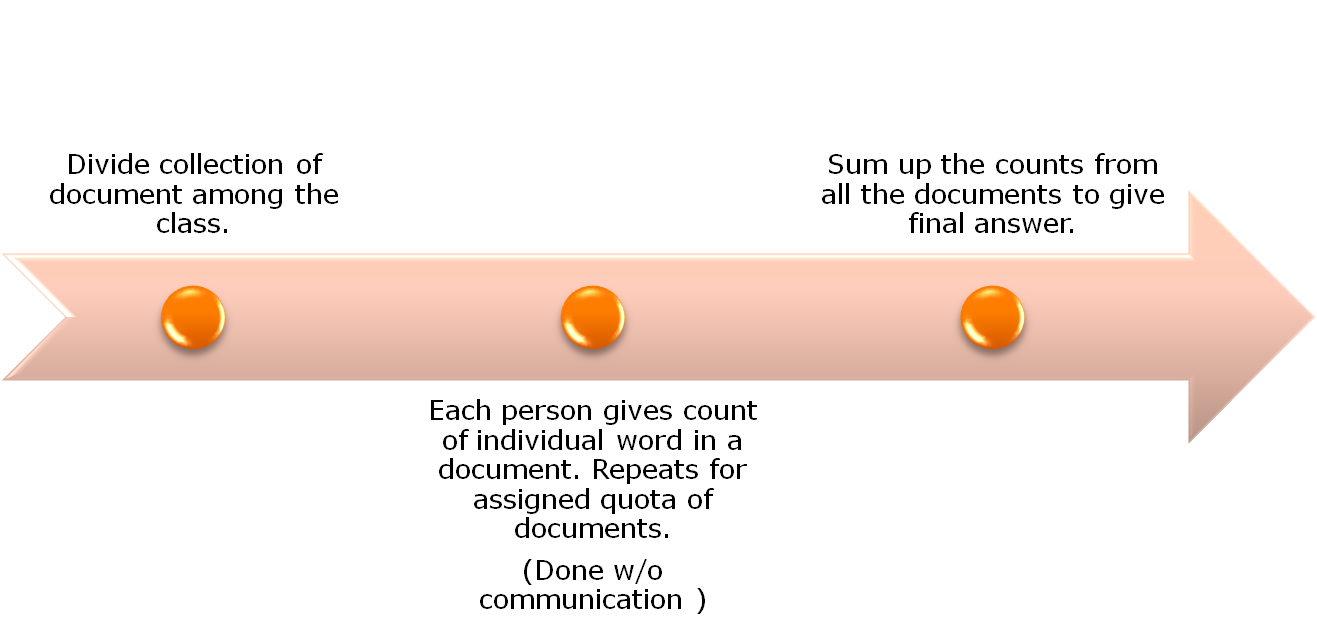 Divide collection of
document among the
class.
Each person gives count
of individual word in a
document. Repeats for
assigned quota of
documents.
(Done w/o
communication )
Sum up the counts from
all the documents to give
final answer.